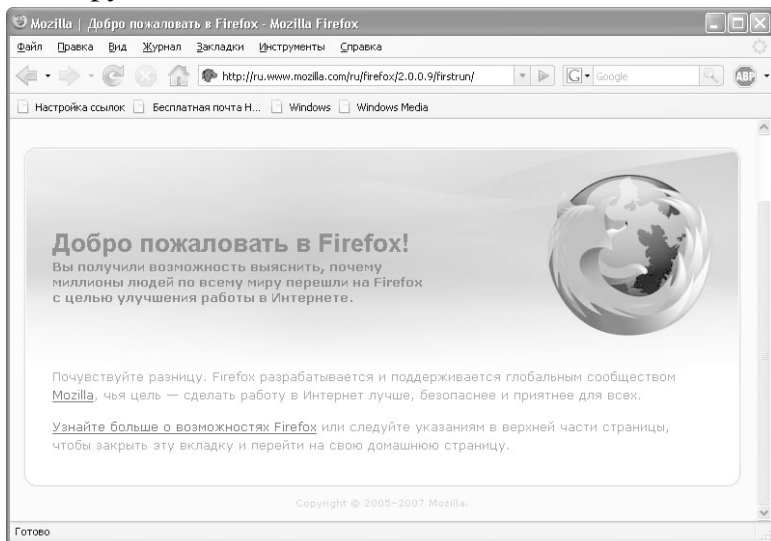 Mozilla | Добро пожаловать в Firefox - Mozilla Firefox
Файл Правка Вид Журнал Закладки Инструменты Справка
http://ru.www.mozilla.com/ru/firefox/2.0.0.9/firstrun/ G Google ABP
Настройка ссылок Бесплатная почта H... Windows Windows Media
Добро пожаловать в Firefox!
Вы получили возможность выяснить, почему
миллионы людей по всему миру перешли на Firefox
с целью улучшения работы в Интернете.
Почувствуйте разницу. Firefox разрабатывается и поддерживается глобальным сообществом
Mozilla, чья цель — сделать работу в Интернет лучше, безопаснее и приятнее для всех.
Узнайте больше о возможностях Firefox или следуйте указаниям в верхней части страницы,
чтобы закрыть эту вкладку и перейти на свою домашнюю страницу.
Copyright © 2005–2007 Mozilla.
Готово